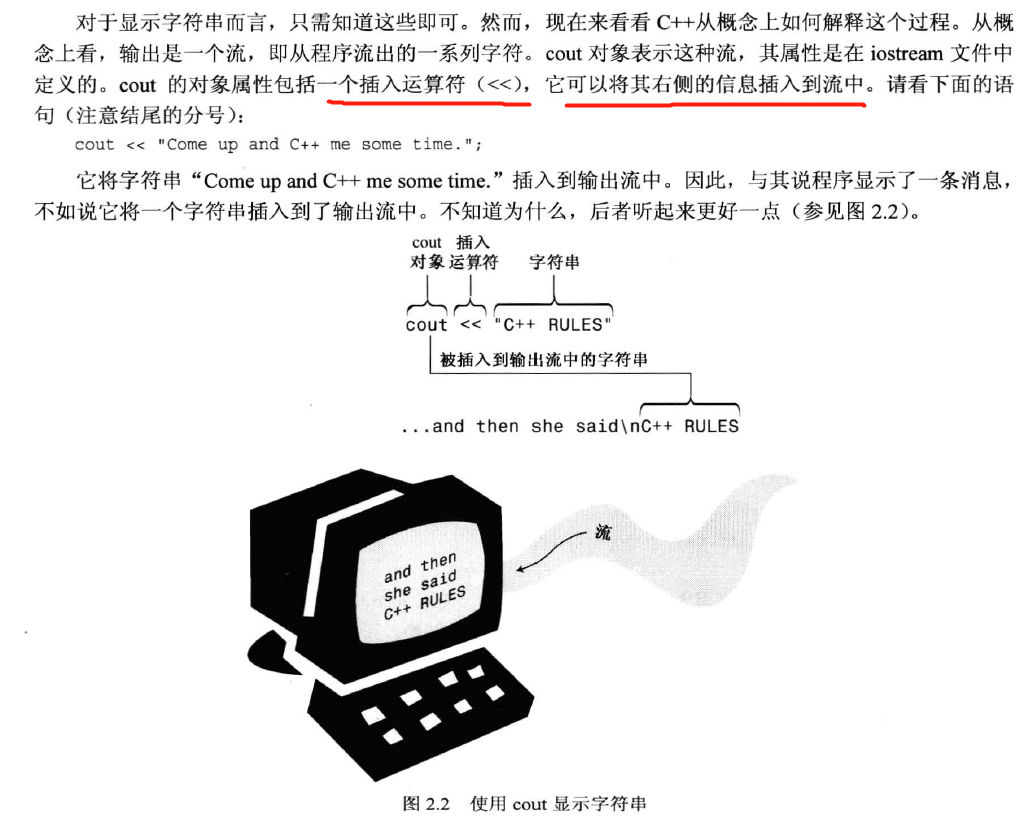 对于显示字符串而言，只需知道这些即可。然而，现在来看看 C++从概念上如何解释这个过程。从概
念上看，输出是一个流，即从程序流出的一系列字符。cout 对象表示这种流，其属性是在 iostream 文件中
定义的。cout 的对象属性包括一个插入运算符（<<），它可以将其右侧的信息插入到流中。请看下面的语
句（注意结尾的分号）：
cout << "Come up and C++ me some time.";
它将字符串“Come up and C++ me some time.”插入到输出流中。因此，与其说程序显示了一条消息，
不如说它将一个字符串插入到了输出流中。不知道为什么，后者听起来更好一点（参见图 2.2）。
cout 插入
对象 运算符 字符串
cout << "C++ RULES"
被插入到输出流中的字符串
...and then she said\nC++ RULES
流
and then
she said
C++ RULES
图 2.2 使用 cout 显示字符串